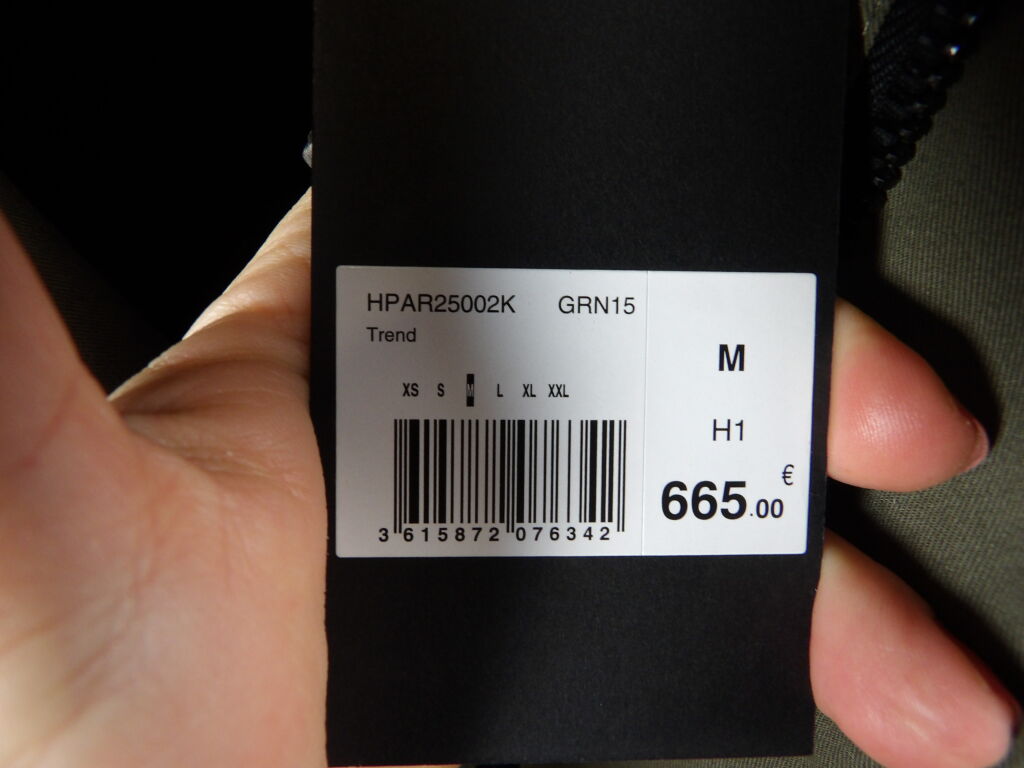 HPAR25002K GRN15
Trend
XS S M L XL XXL
3 615872 076342
M
H1
665.00 €